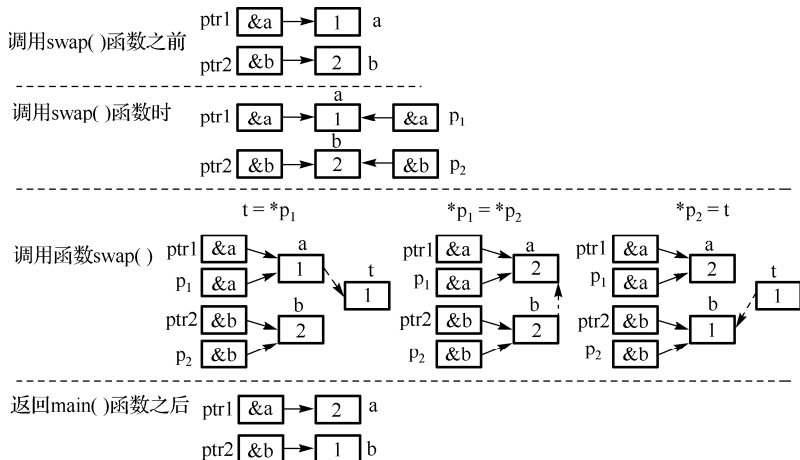 调用swap( )函数之前
ptr1 &a 1 a
ptr2 &b 2 b
调用swap( )函数时
a
ptr1 &a 1 &a p1
b
ptr2 &b 2 &b p2
t = *p1 *p1 = *p2 *p2 = t
调用函数swap( )
ptr1 &a a
p1 &a 1 t
1
ptr2 &b b
p2 &b 2
ptr1 &a a
p1 &a 2
ptr2 &b b
p2 &b 2
ptr1 &a a
p1 &a 2 t
1
ptr2 &b b
p2 &b 1
返回main( )函数之后
ptr1 &a 2 a
ptr2 &b 1 b